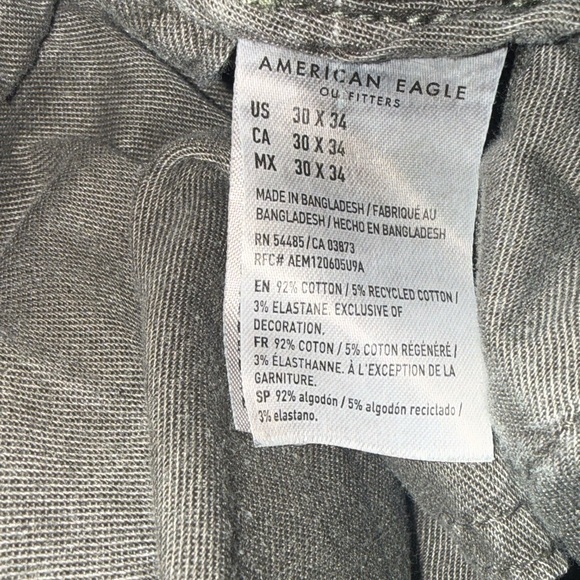 AMERICAN EAGLE
OUTFITTERS
US 30 X 34
CA 30 X 34
MX 30 X 34
MADE IN BANGLADESH / FABRIQUÉ AU
BANGLADESH / HECHO EN BANGLADESH
RN 54485 / CA 03873
RFC# AEM120605U9A
EN 92% COTTON / 5% RECYCLED COTTON /
3% ELASTANE. EXCLUSIVE OF
DECORATION.
FR 92% COTON / 5% COTON RÉGÉNÉRÉ /
3% ÉLASTHANNE. À L'EXCEPTION DE LA
GARNITURE.
SP 92% algodón / 5% algodón reciclado /
3% elastano.